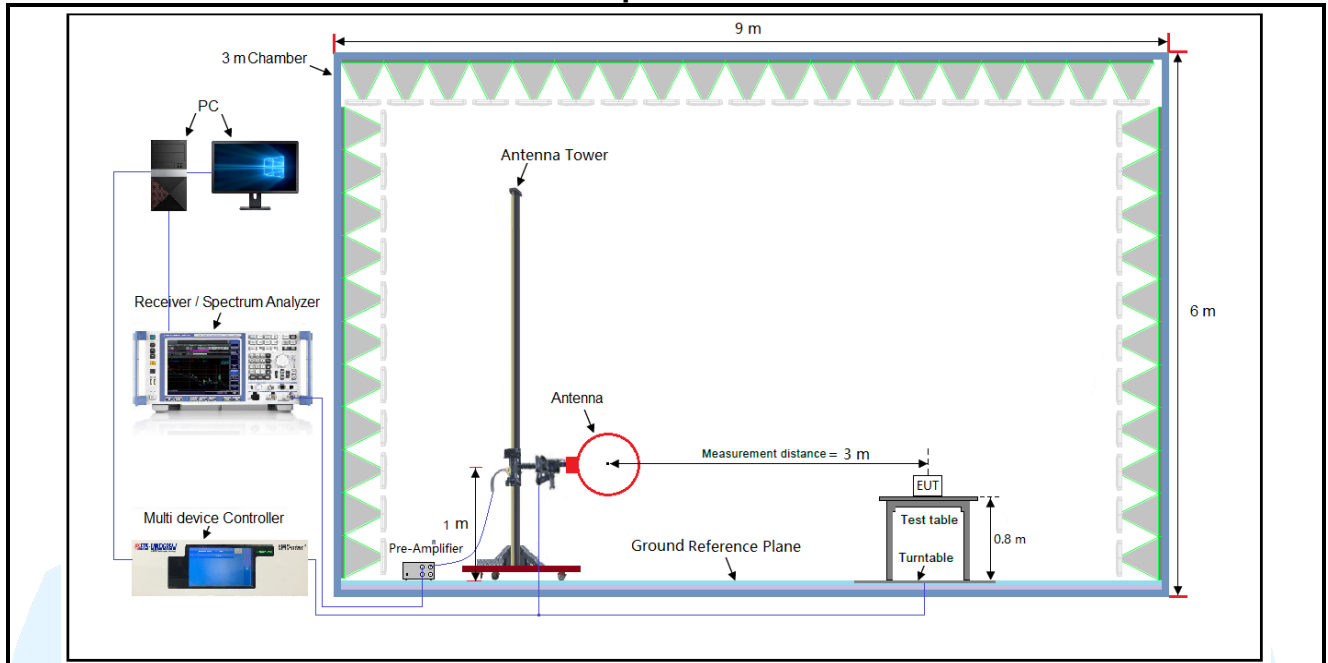 9 m
3 m Chamber
PC
Antenna Tower
Receiver / Spectrum Analyzer
6 m
Antenna
Measurement distance = 3 m
EUT
1 m
Multi device Controller
Test table
0.8 m
Pre-Amplifier
Ground Reference Plane
Turntable